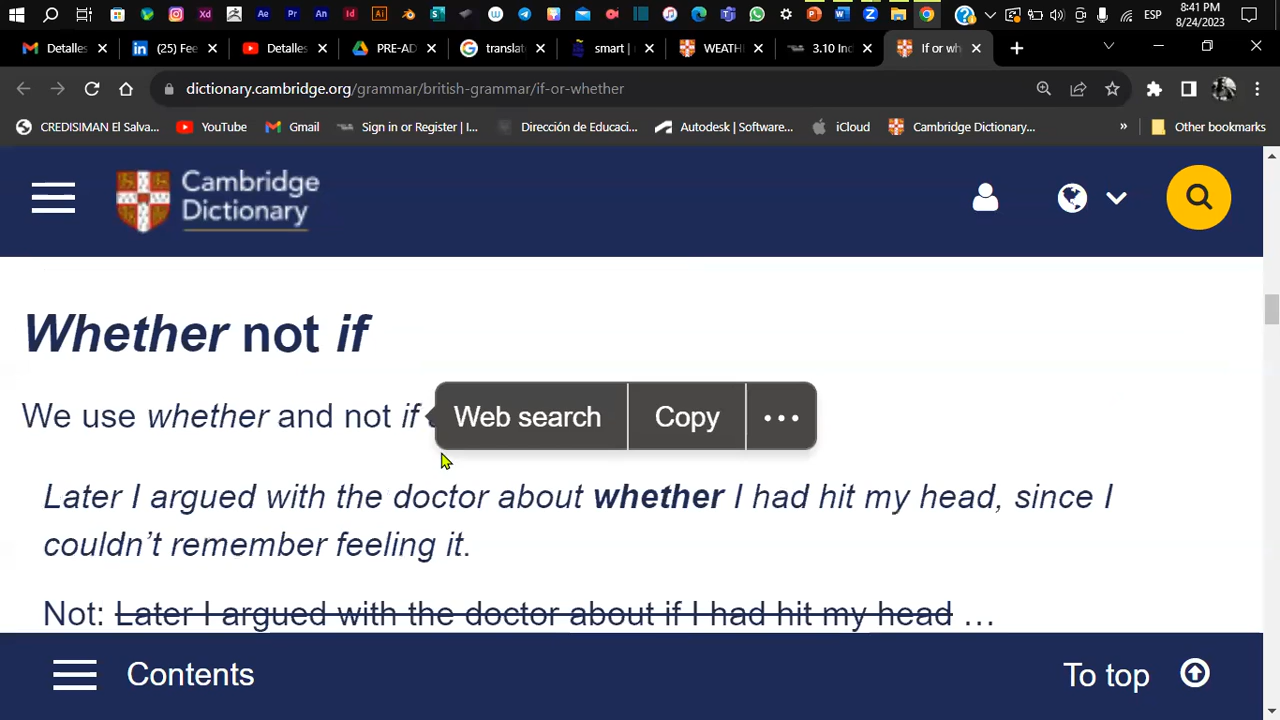 8:41 PM
ESP
8/24/2023
Detalles
(25) Fee
Detalles
PRE-AD
translat
smart |
WEATH
3.10 Inc
If or wh
dictionary.cambridge.org/grammar/british-grammar/if-or-whether
CREDISIMAN El Salva...
YouTube
Gmail
Sign in or Register | I...
Dirección de Educaci...
Autodesk | Software...
iCloud
Cambridge Dictionary...
»
Other bookmarks
Cambridge
Dictionary
Whether not if
We use whether and not if
Web search
Copy
Later I argued with the doctor about whether I had hit my head, since I
couldn’t remember feeling it.
Not: Later I argued with the doctor about if I had hit my head …
Contents
To top